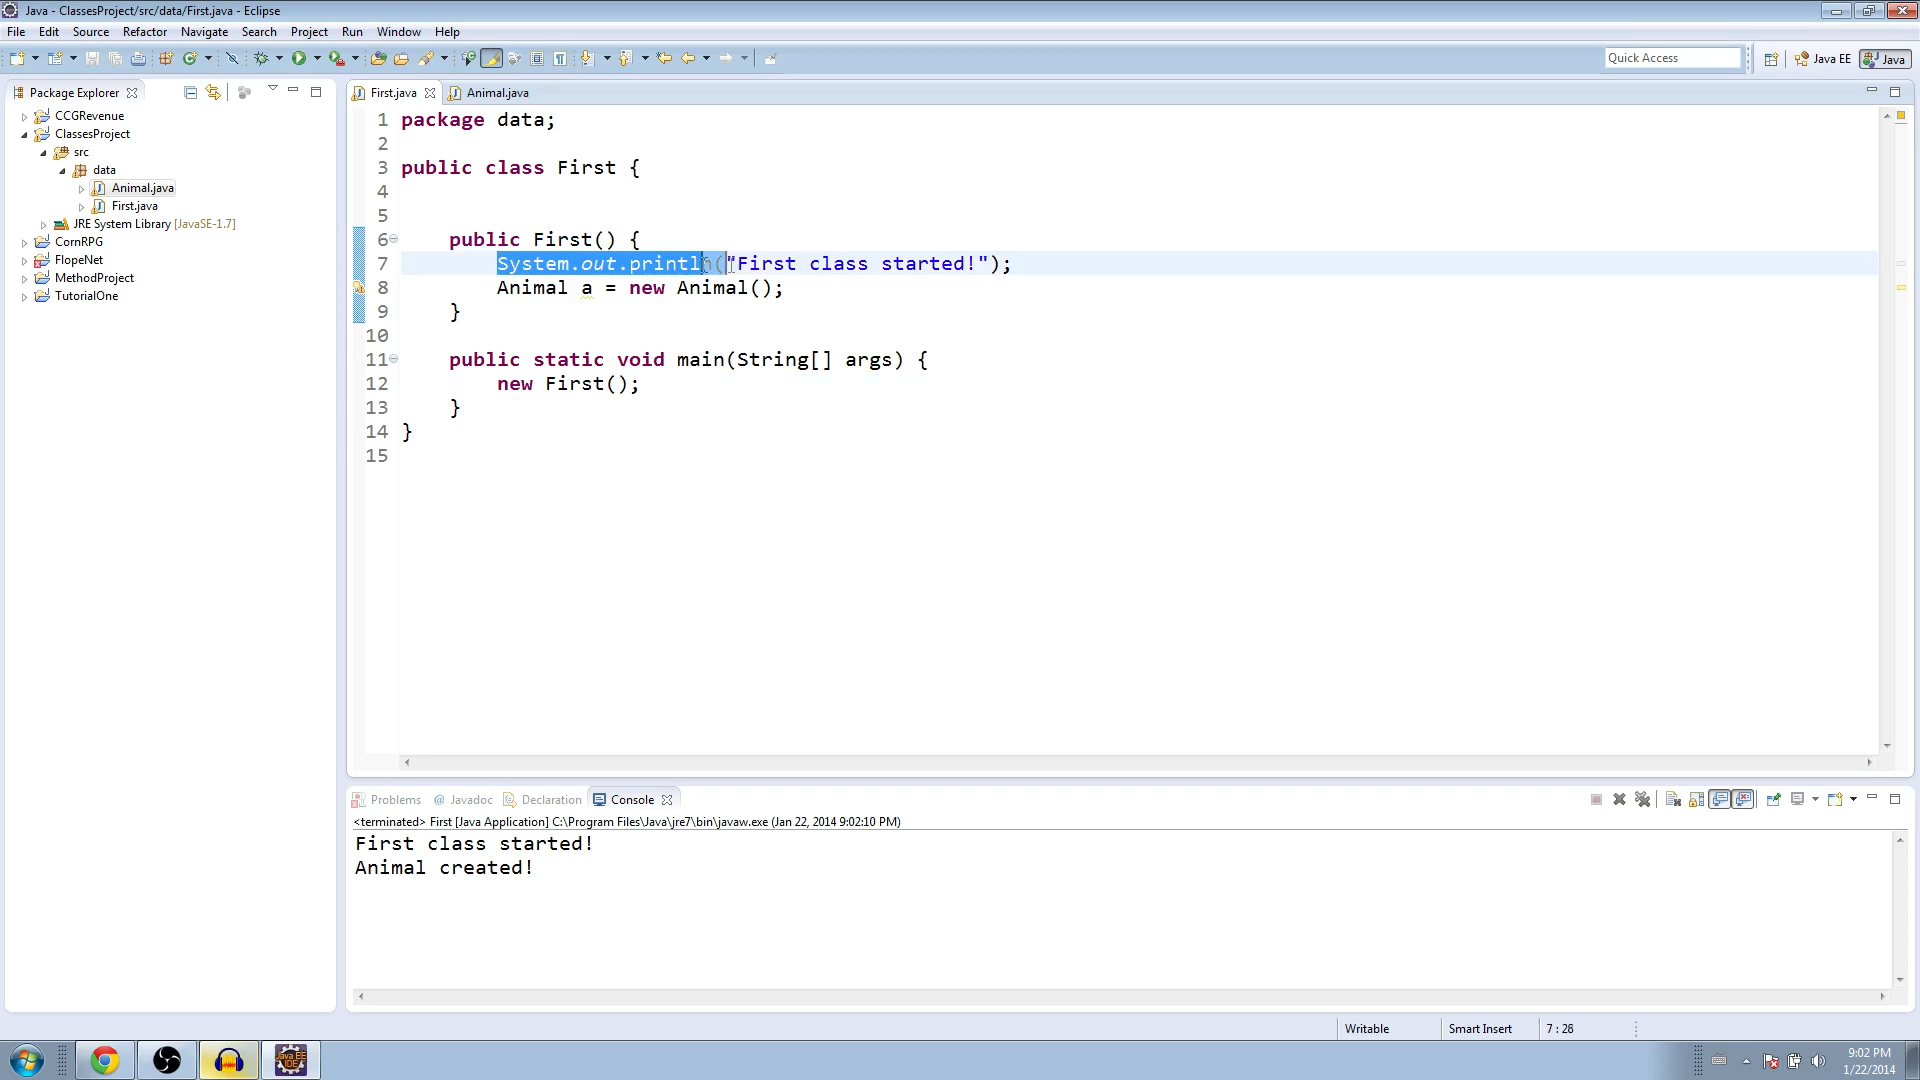 Java - ClassesProject/src/data/First.java - Eclipse
File Edit Source Refactor Navigate Search Project Run Window Help
Quick Access Java EE Java
Package Explorer
CCGRevenue
ClassesProject
src
data
Animal.java
First.java
JRE System Library [JavaSE-1.7]
CornRPG
FlopeNet
MethodProject
TutorialOne
First.java Animal.java
1 package data;
2
3 public class First {
4
5
6 public First() {
7 System.out.println("First class started!");
8 Animal a = new Animal();
9 }
10
11 public static void main(String[] args) {
12 new First();
13 }
14 }
15
Problems @ Javadoc Declaration Console
<terminated> First [Java Application] C:\Program Files\Java\jre7\bin\javaw.exe (Jan 22, 2014 9:02:10 PM)
First class started!
Animal created!
Writable Smart Insert 7 : 28
Java EE
IDE
9:02 PM
1/22/2014